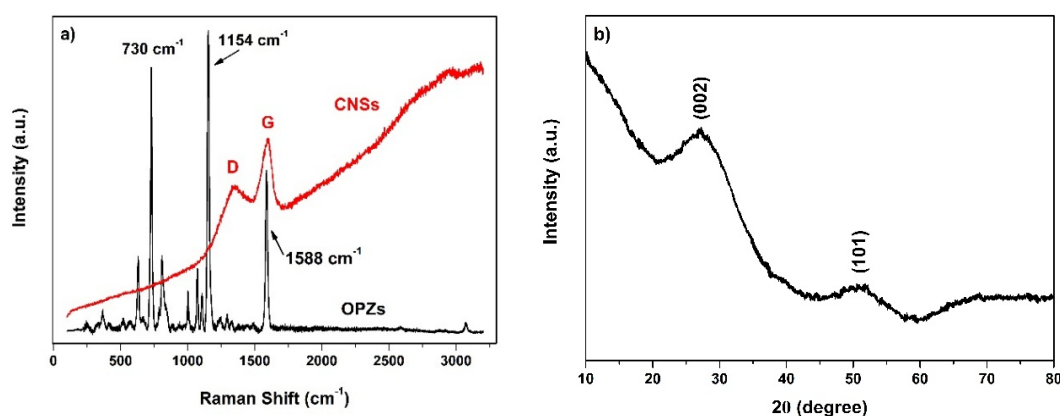 a)
730 cm⁻¹
1154 cm⁻¹
CNSs
G
D
1588 cm⁻¹
OPZs
Intensity (a.u.)
0 500 1000 1500 2000 2500 3000
Raman Shift (cm⁻¹)
b)
(002)
(101)
Intensity (a.u.)
10 20 30 40 50 60 70 80
2θ (degree)